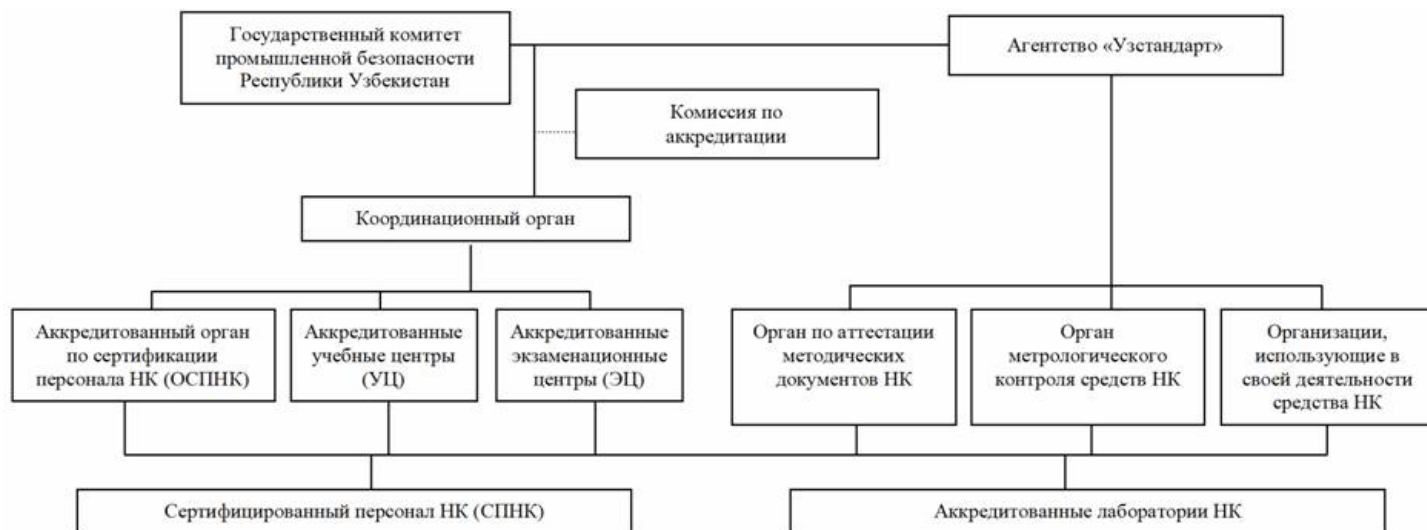 Государственный комитет
промышленной безопасности
Республики Узбекистан
Агентство «Узстандарт»
Комиссия по
аккредитации
Координационный орган
Аккредитованный орган
по сертификации
персонала НК (ОСПНК)
Аккредитованные
учебные центры
(УЦ)
Аккредитованные
экзаменационные
центры (ЭЦ)
Орган по аттестации
методических
документов НК
Орган
метрологического
контроля средств НК
Организации,
использующие в
своей деятельности
средства НК
Сертифицированный персонал НК (СПНК)
Аккредитованные лаборатории НК